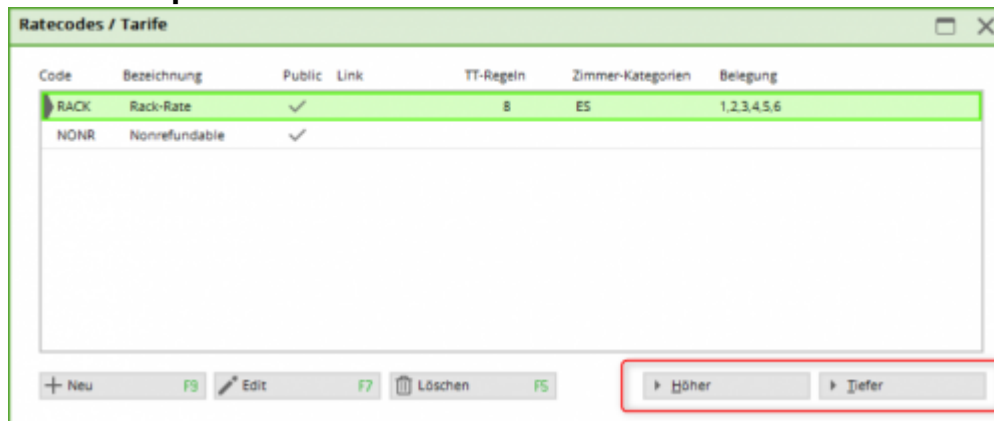 Ratecodes / Tarife
Code Bezeichnung Public Link TT-Regeln Zimmer-Kategorien Belegung
RACK Rack-Rate 8 ES 1,2,3,4,5,6
NONR Nonrefundable
Neu F9 Edit F7 Löschen F5 Höher Tiefer